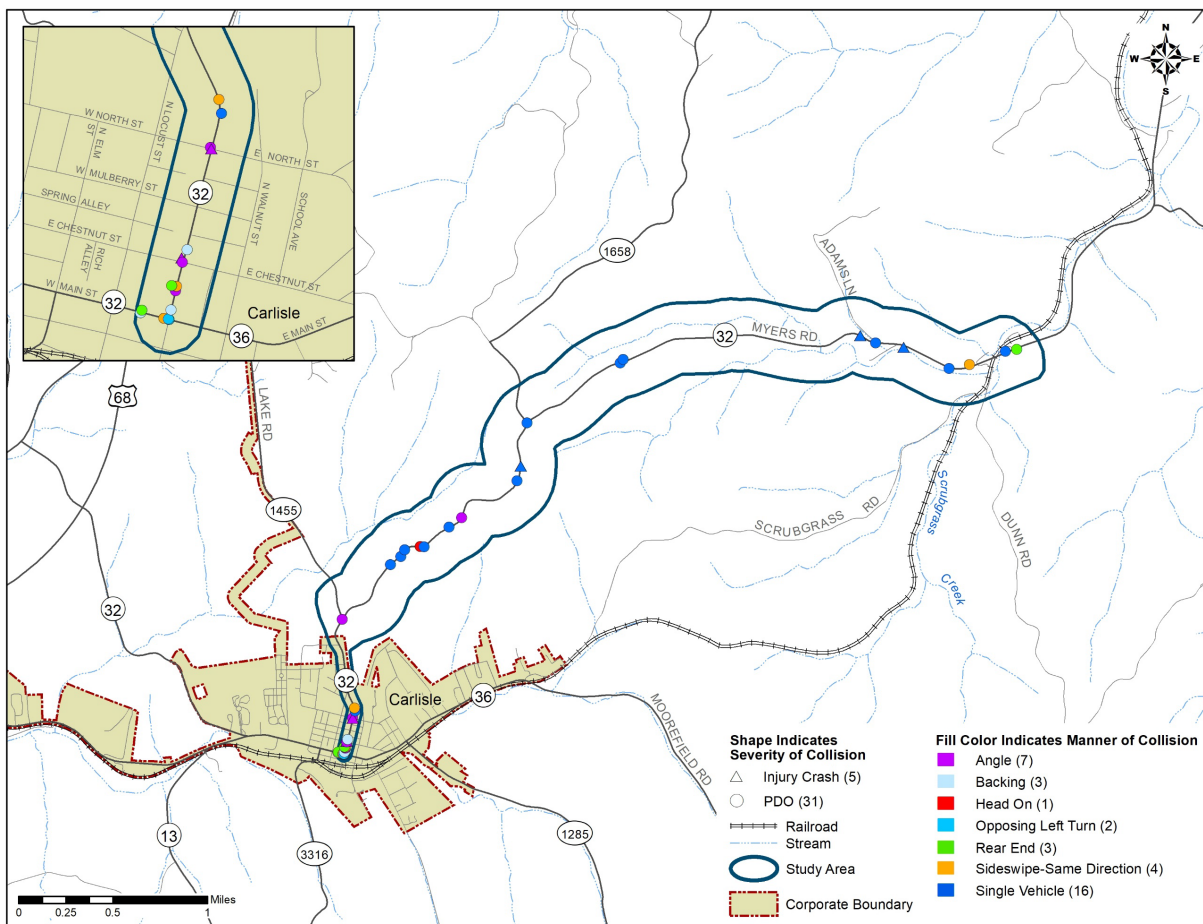 N
W E
S
W NORTH ST
N ELM
ST
N LOCUST ST
E NORTH ST
W MULBERRY ST
32
SPRING ALLEY
N WALNUT ST
SCHOOL AVE
E CHESTNUT ST
RICH
ALLEY
E CHESTNUT ST
W MAIN ST
32
Carlisle
36
E MAIN ST
1658
ADAMS LN
32
MYERS RD
68
LAKE RD
1455
SCRUBGRASS RD
Scrubgrass
Creek
DUNN RD
32
32
Carlisle
36
MOOREFIELD RD
13
3316
1285
0 0.25 0.5 1
Miles
Shape Indicates
Severity of Collision
Injury Crash (5)
PDO (31)
Railroad
Stream
Study Area
Corporate Boundary
Fill Color Indicates Manner of Collision
Angle (7)
Backing (3)
Head On (1)
Opposing Left Turn (2)
Rear End (3)
Sideswipe-Same Direction (4)
Single Vehicle (16)